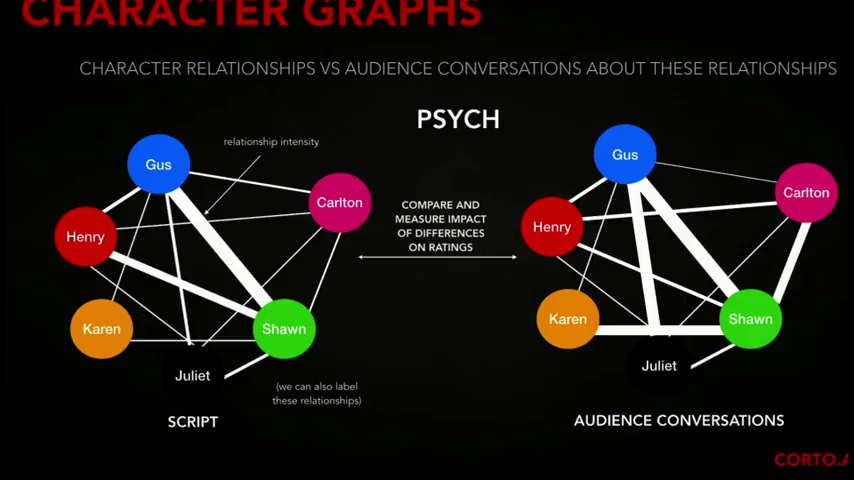 CHARACTER GRAPHS
CHARACTER RELATIONSHIPS VS AUDIENCE CONVERSATIONS ABOUT THESE RELATIONSHIPS
PSYCH
relationship intensity
Gus
Carlton
Henry
Karen
Shawn
Juliet
(we can also label
these relationships)
SCRIPT
COMPARE AND
MEASURE IMPACT
OF DIFFERENCES
ON RATINGS
Gus
Carlton
Henry
Karen
Shawn
Juliet
AUDIENCE CONVERSATIONS
CORTO.A